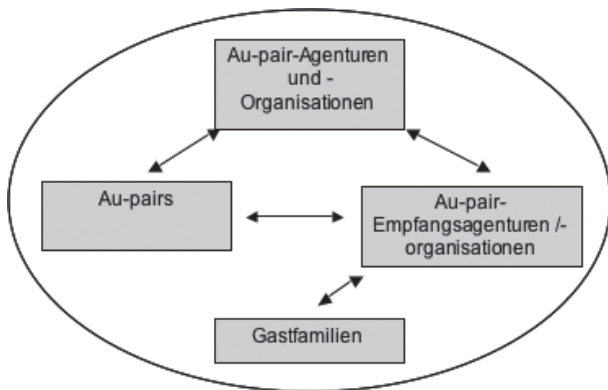 Au-pair-Agenturen
und -
Organisationen
Au-pairs
Au-pair-
Empfangsagenturen /-
organisationen
Gastfamilien